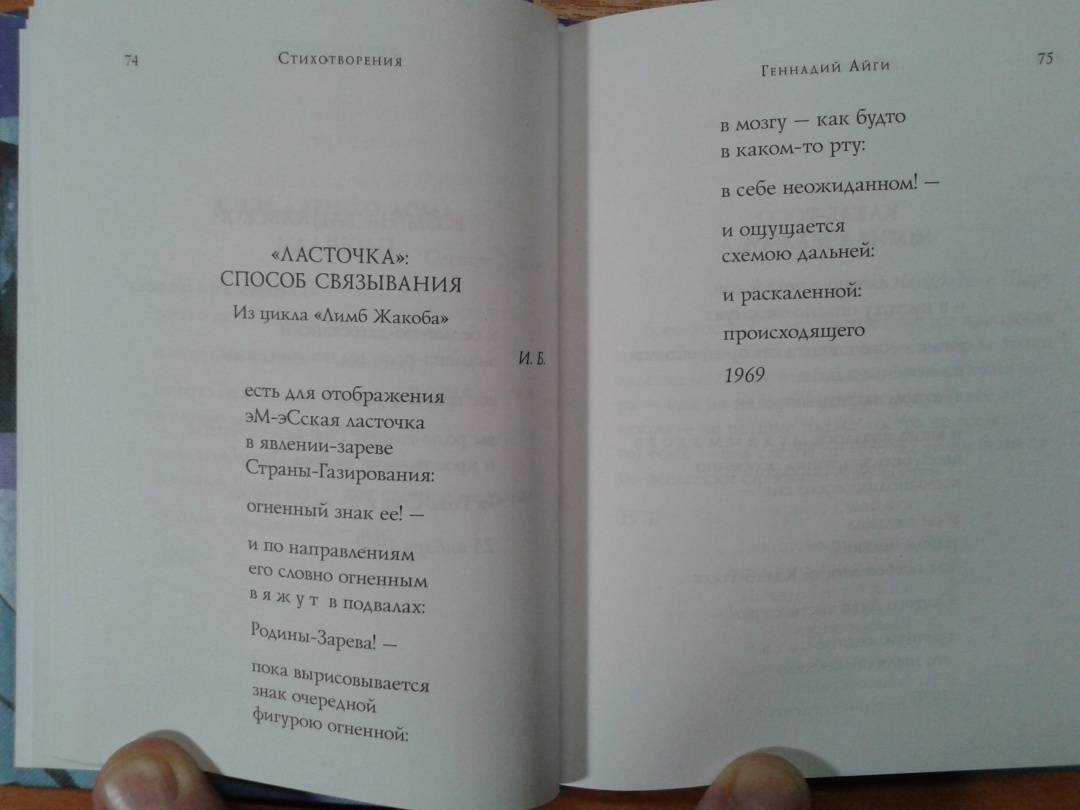 74
Стихотворения
«ЛАСТОЧКА»:
СПОСОБ СВЯЗЫВАНИЯ
Из цикла «Лимб Жакоба»
И. Б.
есть для отображения
эМ-эСская ласточка
в явлении-зареве
Страны-Газирования:
огненный знак ее! —
и по направлениям
его словно огненным
в я ж у т в подвалах:
Родины-Зарева! —
пока вырисовывается
знак очередной
фигурою огненной:
Геннадий Айги
75
в мозгу — как будто
в каком-то рту:
в себе неожиданном! —
и ощущается
схемою дальней:
и раскаленной:
происходящего
1969